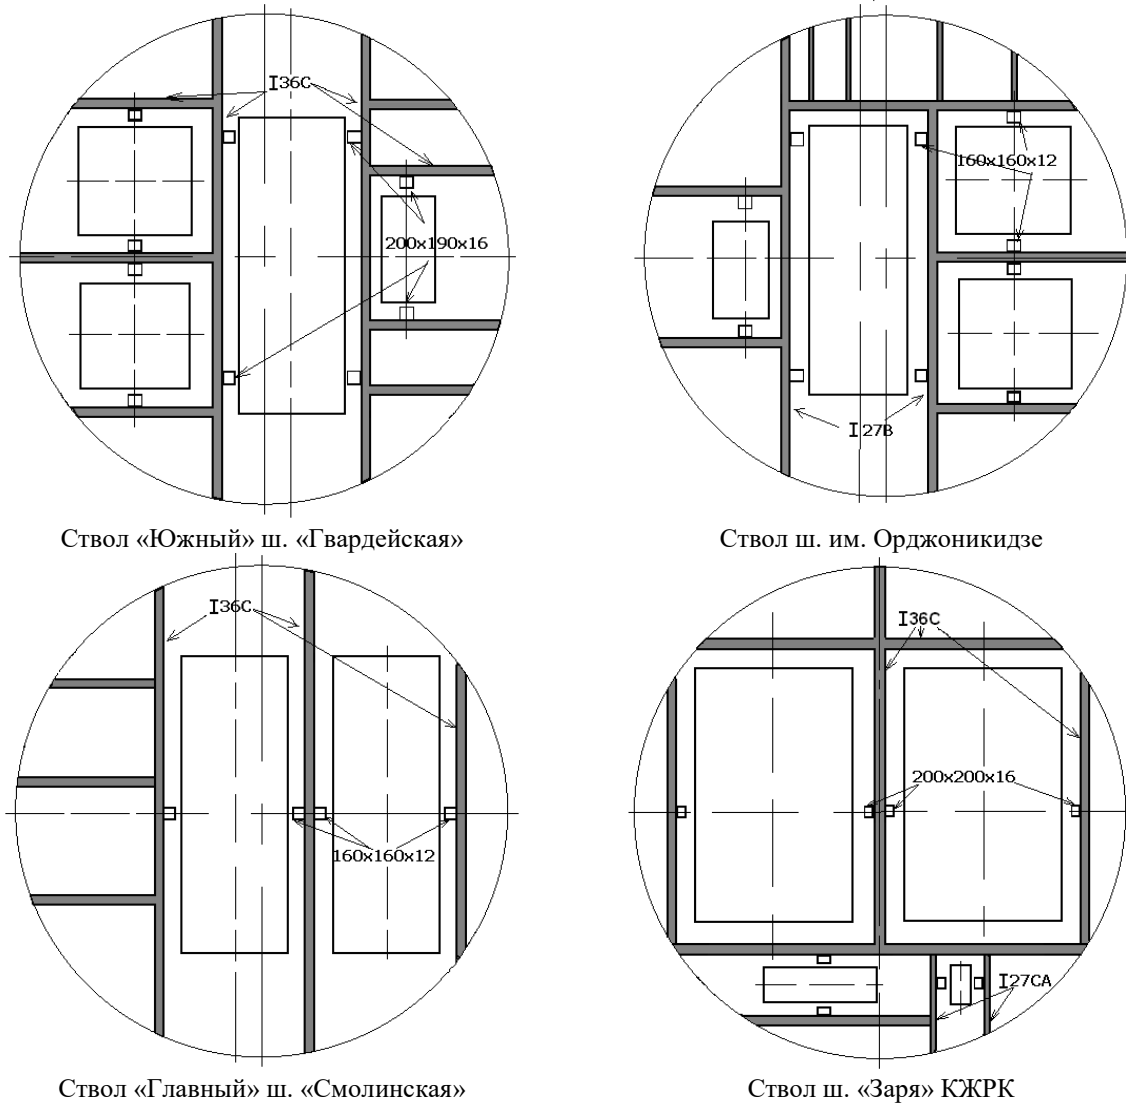 I36C
200x190x16
Ствол «Южный» ш. «Гвардейская»
160x160x12
I27B
Ствол ш. им. Орджоникидзе
I36C
160x160x12
Ствол «Главный» ш. «Смолинская»
I36C
200x200x16
I27CA
Ствол ш. «Заря» КЖРК